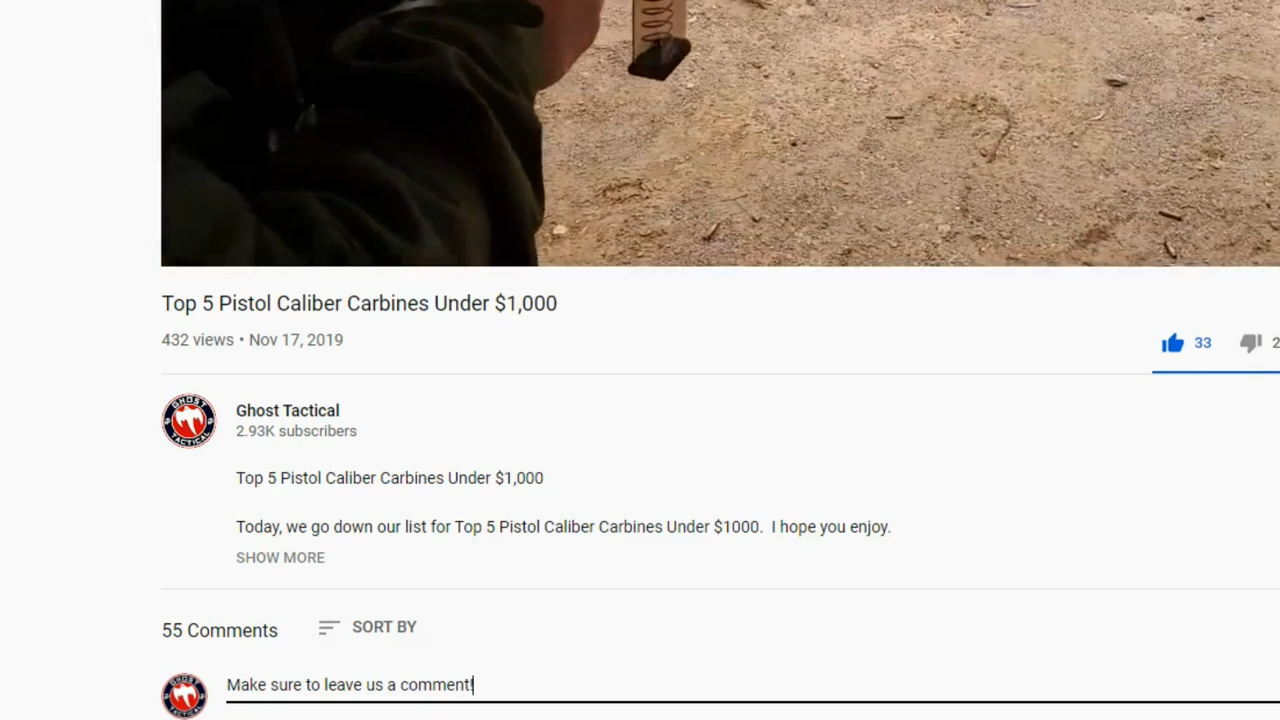 Top 5 Pistol Caliber Carbines Under $1,000
432 views • Nov 17, 2019
33
2
GHOST
TACTICAL
Ghost Tactical
2.93K subscribers
Top 5 Pistol Caliber Carbines Under $1,000
Today, we go down our list for Top 5 Pistol Caliber Carbines Under $1000.  I hope you enjoy.
SHOW MORE
55 Comments
SORT BY
Make sure to leave us a comment!